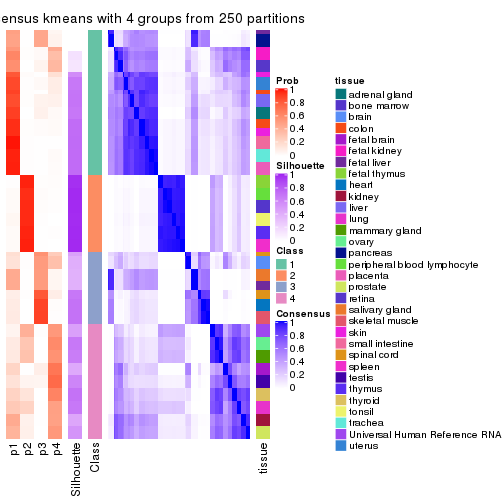 ensus kmeans with 4 groups from 250 partitions
Prob
1
0.8
0.6
0.4
0.2
0
Silhouette
1
0.8
0.6
0.4
0.2
0
Class
1
2
3
4
Consensus
1
0.8
0.6
0.4
0.2
0
tissue
adrenal gland
bone marrow
brain
colon
fetal brain
fetal kidney
fetal liver
fetal thymus
heart
kidney
liver
lung
mammary gland
ovary
pancreas
peripheral blood lymphocyte
placenta
prostate
retina
salivary gland
skeletal muscle
skin
small intestine
spinal cord
spleen
testis
thymus
thyroid
tonsil
trachea
Universal Human Reference RNA
uterus
p1
p2
p3
p4
Silhouette
Class
tissue